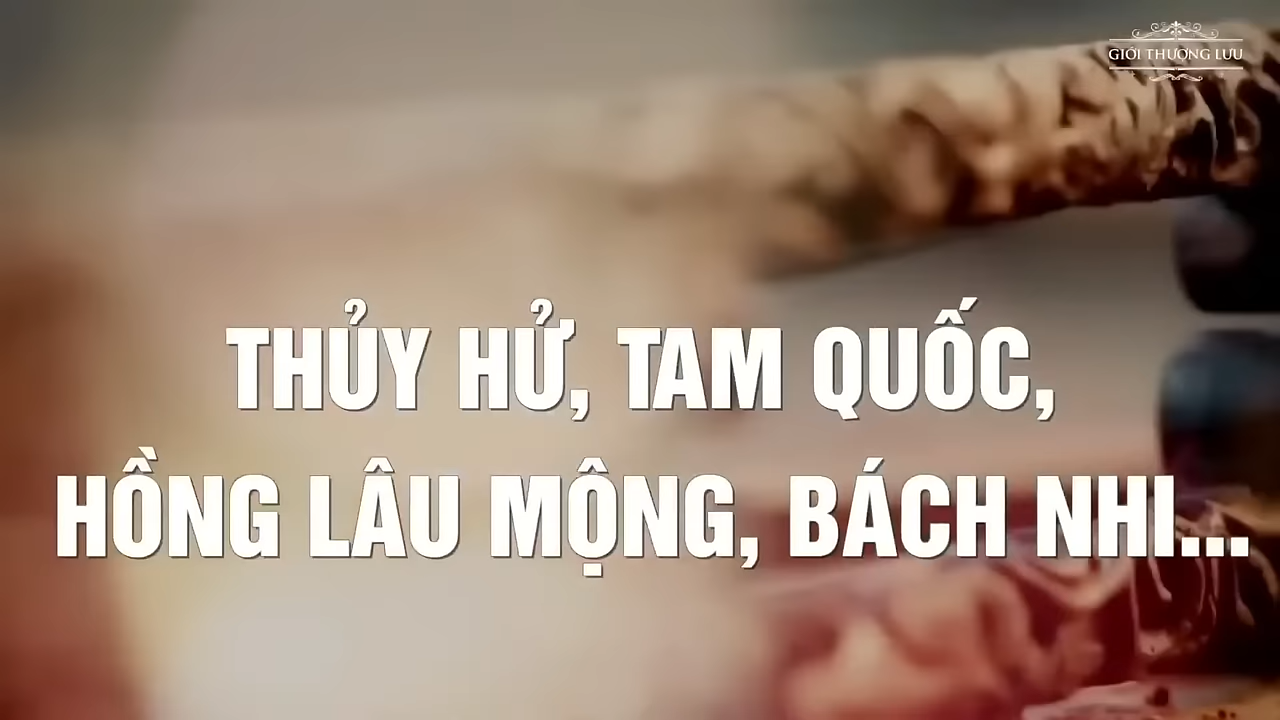 GIỚI THƯỢNG LƯU
THỦY HỬ, TAM QUỐC,
HỒNG LÂU MỘNG, BÁCH NHI...